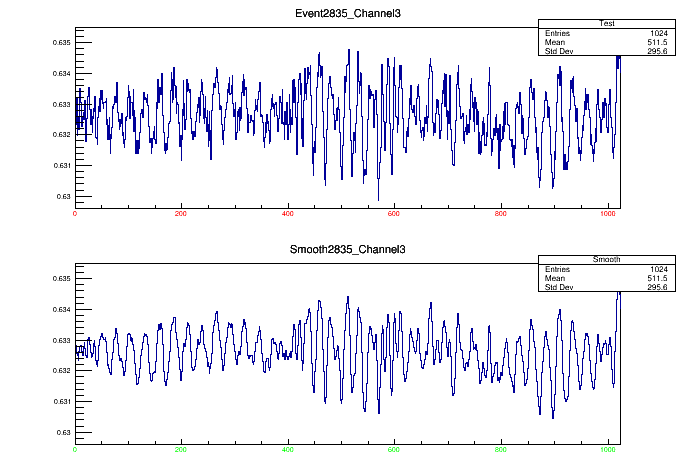 Event2835_Channel3
Test
Entries 1024
Mean 511.5
Std Dev 295.6
0.635
0.634
0.633
0.632
0.631
0.63
0 200 400 600 800 1000
Smooth2835_Channel3
Smooth
Entries 1024
Mean 511.5
Std Dev 295.6
0.635
0.634
0.633
0.632
0.631
0.63
0 200 400 600 800 1000